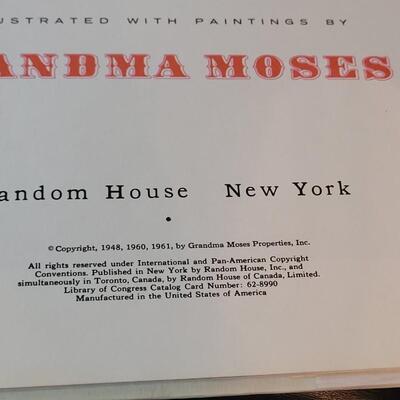 USTRATED WITH PAINTINGS BY
ANDMA MOSES
andom House New York
•
© Copyright, 1948, 1960, 1961, by Grandma Moses Properties, Inc.
All rights reserved under International and Pan-American Copyright
Conventions. Published in New York by Random House, Inc., and
simultaneously in Toronto, Canada, by Random House of Canada, Limited.
Library of Congress Catalog Card Number: 62-8990
Manufactured in the United States of America